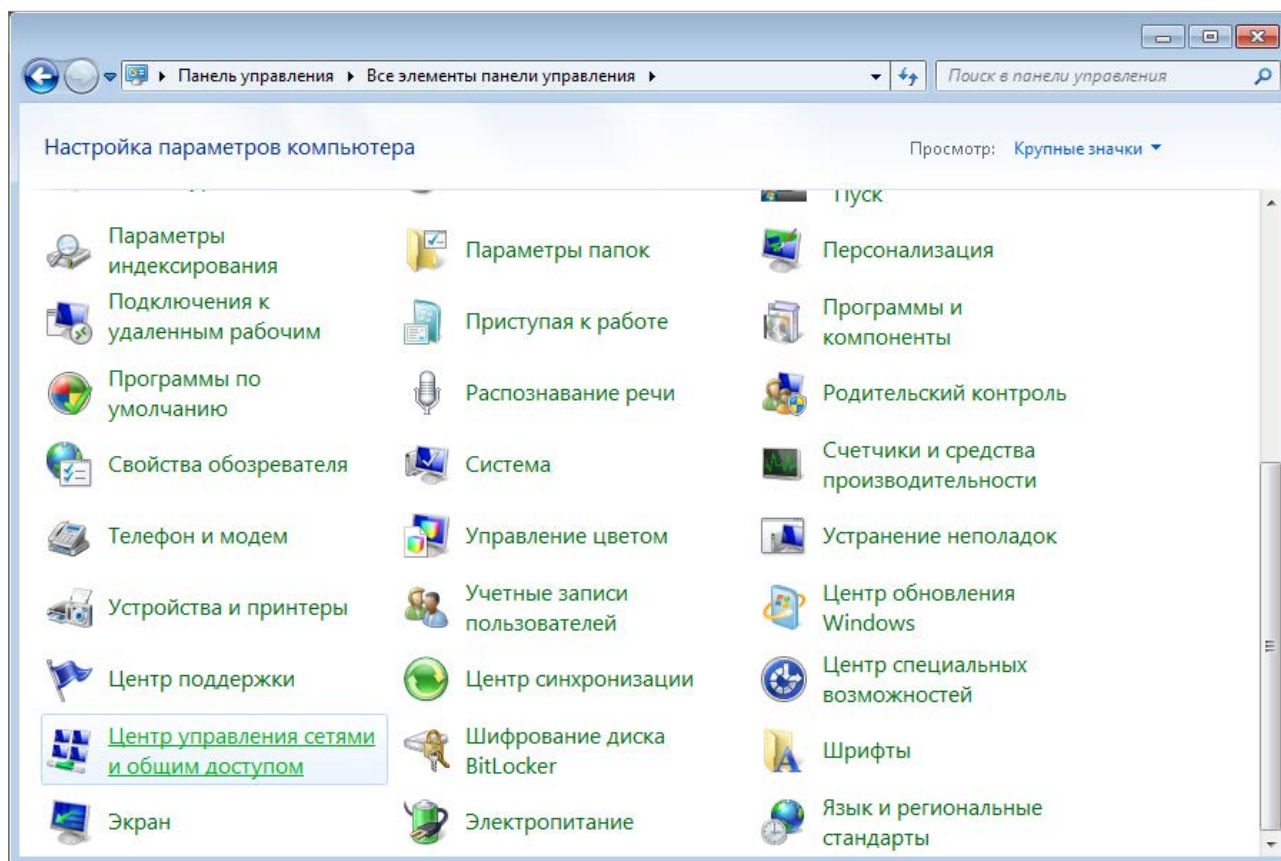 Панель управления ▸ Все элементы панели управления ▸
Поиск в панели управления
Настройка параметров компьютера
Просмотр: Крупные значки
Пуск
Параметры
индексирования
Параметры папок
Персонализация
Подключения к
удаленным рабочим
Приступая к работе
Программы и
компоненты
Программы по
умолчанию
Распознавание речи
Родительский контроль
Свойства обозревателя
Система
Счетчики и средства
производительности
Телефон и модем
Управление цветом
Устранение неполадок
Устройства и принтеры
Учетные записи
пользователей
Центр обновления
Windows
Центр поддержки
Центр синхронизации
Центр специальных
возможностей
Центр управления сетями
и общим доступом
Шифрование диска
BitLocker
Шрифты
Экран
Электропитание
Язык и региональные
стандарты